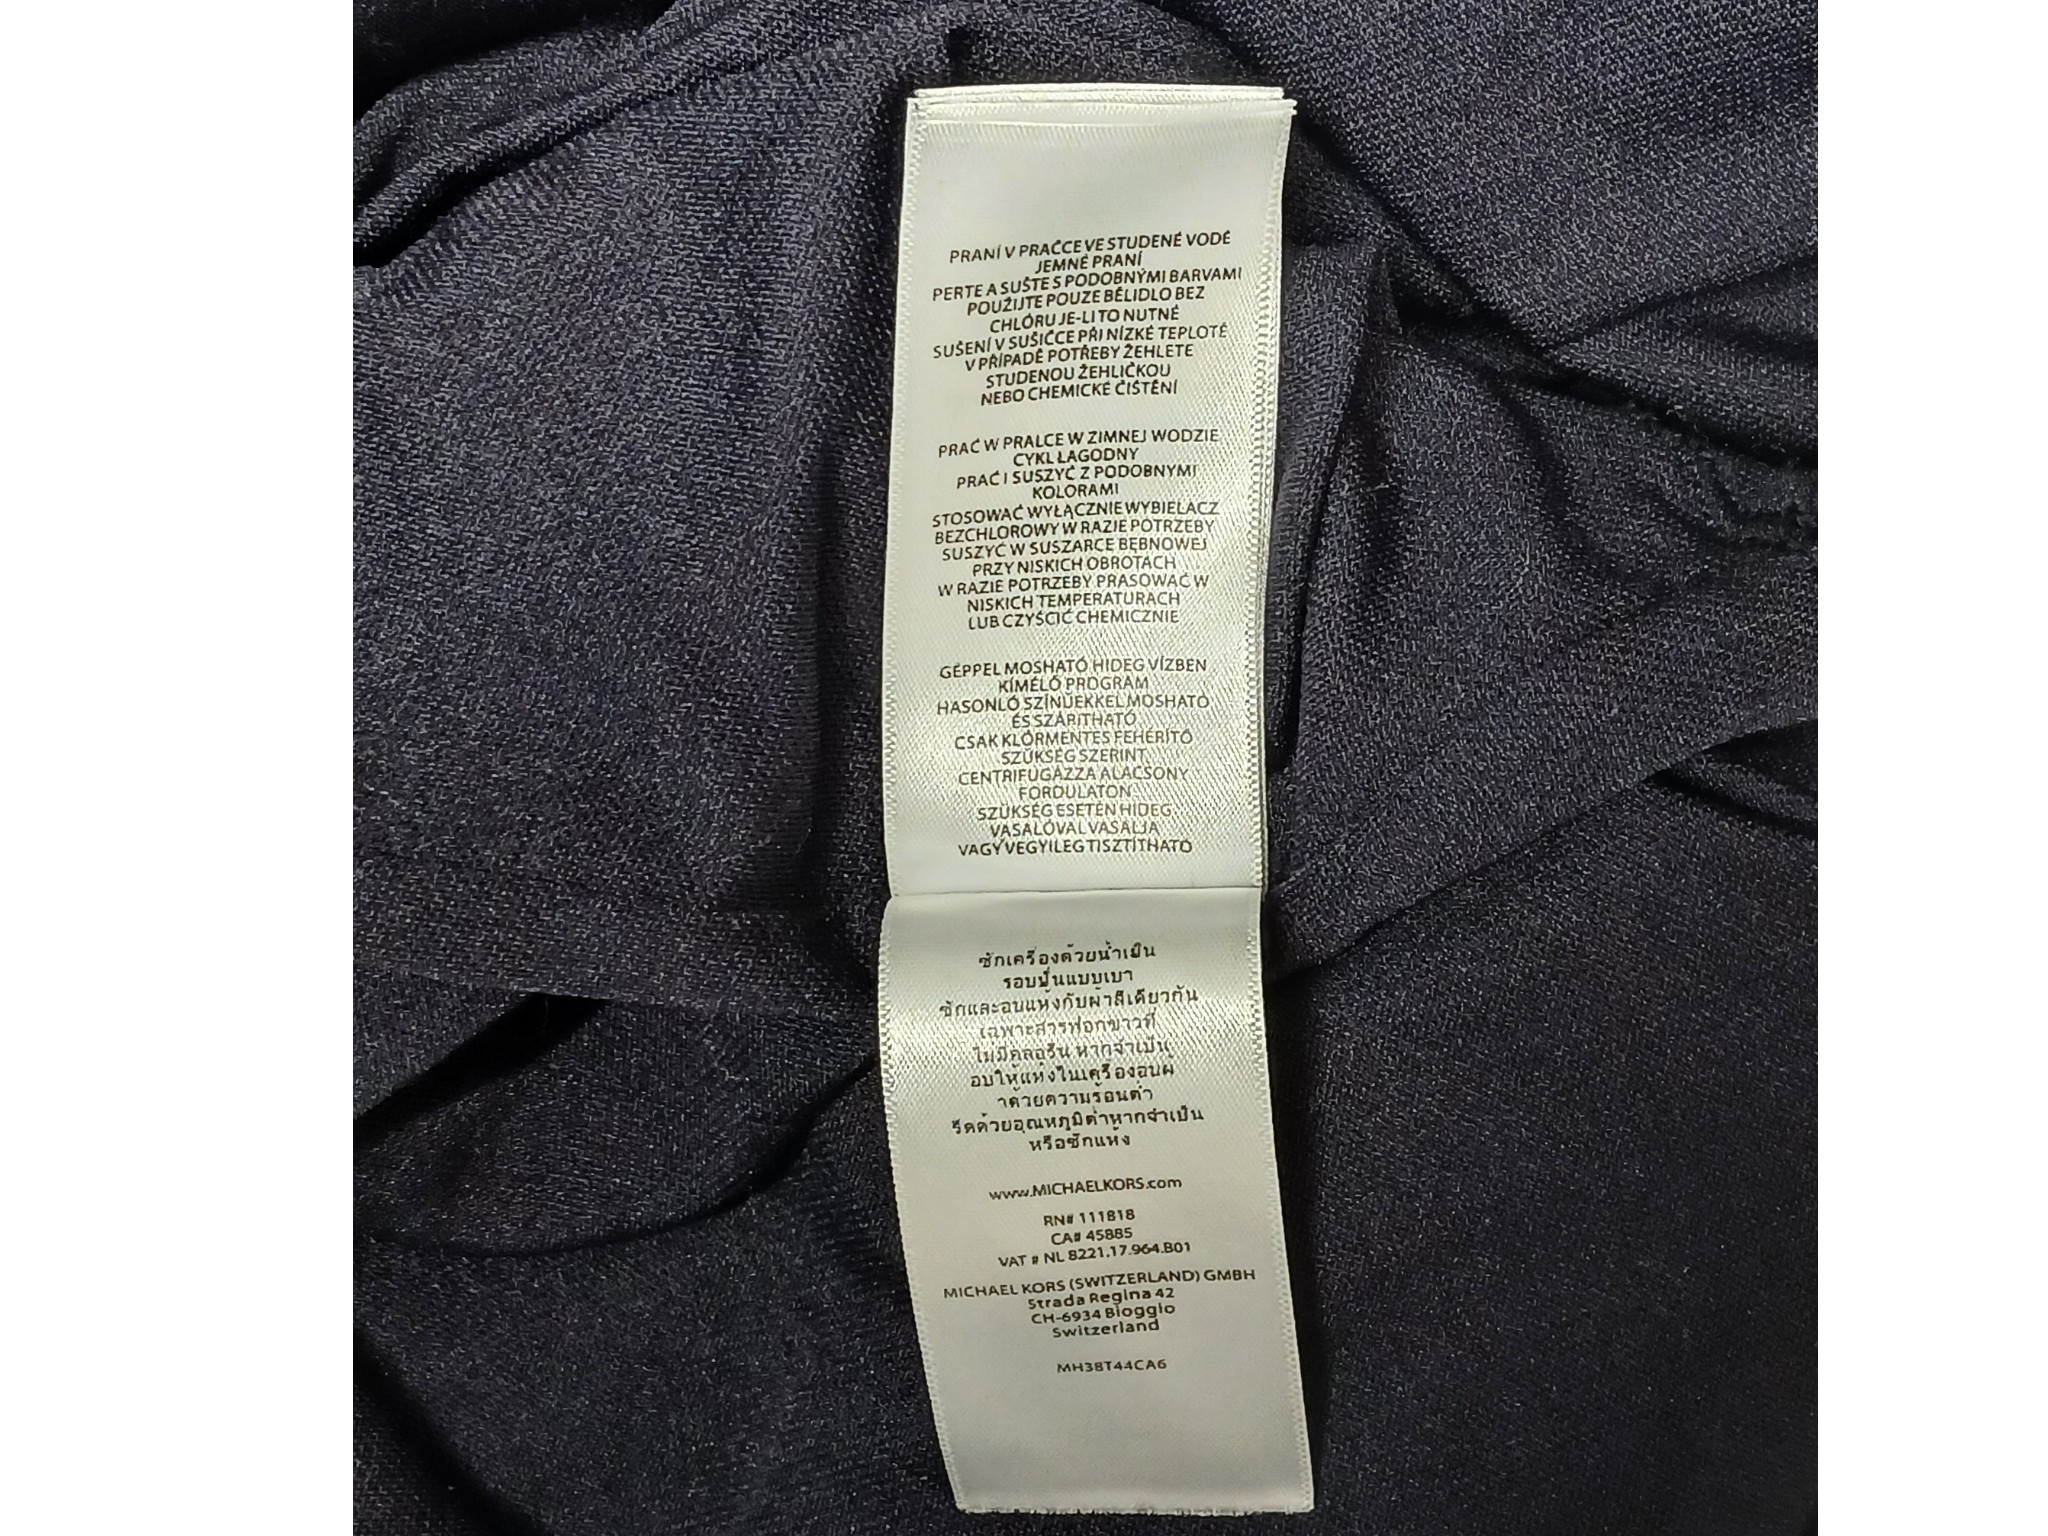 PRANÍ V PRAČCE VE STUDENÉ VODĚ
JEMNÉ PRANÍ
PERTE A SUŠTE S PODOBNÝMI BARVAMI
POUŽIJTE POUZE BĚLIDLO BEZ
CHLÓRU JE-LI TO NUTNÉ
SUŠENÍ V SUŠIČCE PŘI NÍZKÉ TEPLOTĚ
V PŘÍPADĚ POTŘEBY ŽEHLETE
STUDENOU ŽEHLIČKOU
NEBO CHEMICKÉ ČIŠTĚNÍ
PRAĆ W PRALCE W ZIMNEJ WODZIE
CYKL ŁAGODNY
PRAĆ I SUSZYĆ Z PODOBNYMI
KOLORAMI
STOSOWAĆ WYŁĄCZNIE WYBIELACZ
BEZCHLOROWY W RAZIE POTRZEBY
SUSZYĆ W SUSZARCE BĘBNOWEJ
PRZY NISKICH OBROTACH
W RAZIE POTRZEBY PRASOWAĆ W
NISKICH TEMPERATURACH
LUB CZYŚCIĆ CHEMICZNIE
GÉPPEL MOSHATÓ HIDEG VÍZBEN
KÍMÉLŐ PROGRAM
HASONLÓ SZÍNŰEKKEL MOSHATÓ
ÉS SZÁRÍTHATÓ
CSAK KLÓRMENTES FEHÉRÍTŐ
SZÜKSÉG SZERINT
CENTRIFUGÁZZA ALACSONY
FORDULATON
SZÜKSÉG ESETÉN HIDEG
VASALÓVAL VASALJA
VAGY VEGYILEG TISZTÍTHATÓ
ซักเครื่องด้วยน้ำเย็น
รอบปั่นแบบเบา
ซักและอบแห้งกับผ้าสีเดียวกัน
เฉพาะสารฟอกขาวที่
ไม่มีคลอรีน หากจำเป็น
อบให้แห้งในเครื่องอบผ
้าด้วยความร้อนต่ำ
รีดด้วยอุณหภูมิต่ำหากจำเป็น
หรือซักแห้ง
www.MICHAELKORS.com
RN# 111818
CA# 45885
VAT # NL 8221.17.964.B01
MICHAEL KORS (SWITZERLAND) GMBH
Strada Regina 42
CH-6934 Bioggio
Switzerland
MH38T44CA6